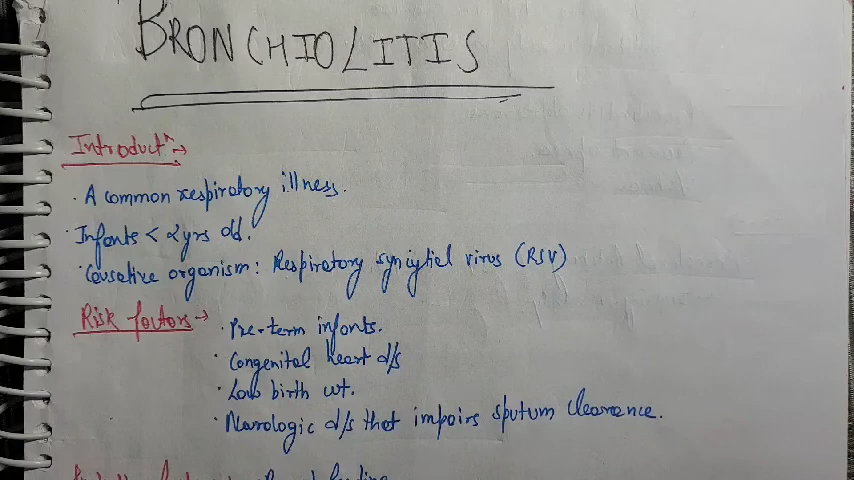 BRONCHIOLITIS
Introductⁿ →
· A common respiratory illness.
· Infants < 2yrs old.
· Causative organism: Respiratory syncytial virus (RSV)
Risk factors →
· Pre-term infants.
· Congenital heart d/s
· Low birth wt.
· Neurologic d/s that impairs sputum clearance.